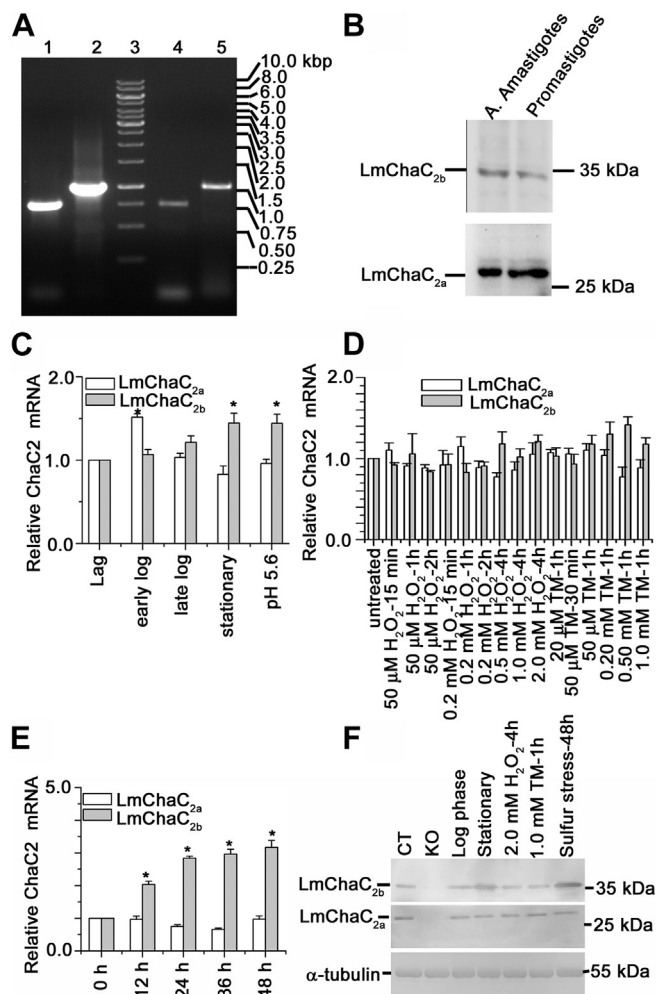 A
1 2 3 4 5
10.0 kbp
8.0
6.0
5.0
4.0
3.0
2.5
2.0
1.5
1.0
0.75
0.50
0.25
B
A. Amastigotes
Promastigotes
LmChaC2b
35 kDa
LmChaC2a
25 kDa
C
Relative ChaC2 mRNA
2.0
1.0
0.0
LmChaC2a
LmChaC2b
*
*
*
Lag
early log
late log
stationary
pH 5.6
D
Relative ChaC2 mRNA
2.0
1.0
0.0
LmChaC2a
LmChaC2b
untreated
50 µM H2O2-15 min
50 µM H2O2-1h
50 µM H2O2-2h
0.2 mM H2O2-15 min
0.2 mM H2O2-1h
0.2 mM H2O2-2h
0.5 mM H2O2-4h
1.0 mM H2O2-4h
2.0 mM H2O2-4h
20 µM TM-1h
50 µM TM-30 min
50 µM TM-1h
0.20 mM TM-1h
0.50 mM TM-1h
1.0 mM TM-1h
E
Relative ChaC2 mRNA
5.0
0.0
LmChaC2a
LmChaC2b
*
*
*
*
0 h
12 h
24 h
36 h
48 h
F
CT
KO
Log phase
Stationary
2.0 mM H2O2-4h
1.0 mM TM-1h
Sulfur stress-48h
LmChaC2b
35 kDa
LmChaC2a
25 kDa
α-tubulin
55 kDa